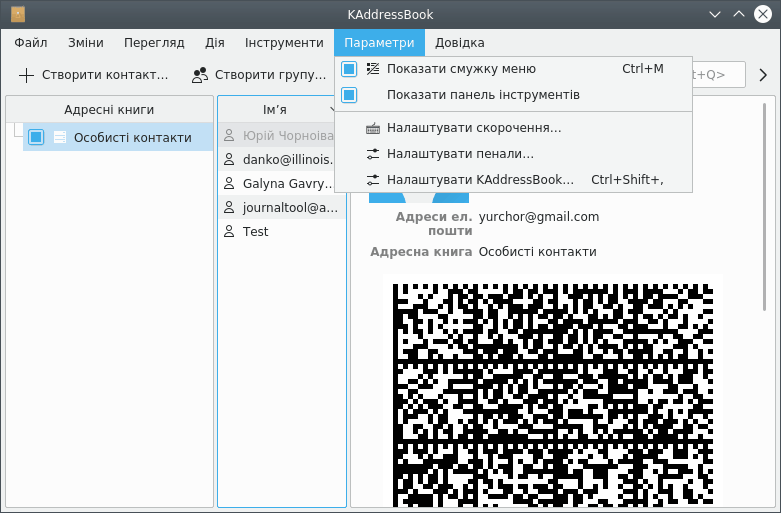 KAddressBook
Файл Зміни Перегляд Дія Інструменти Параметри Довідка
Створити контакт… Створити групу… t+Q>
Показати смужку меню Ctrl+M
Показати панель інструментів
Налаштувати скорочення…
Налаштувати пенали…
Налаштувати KAddressBook… Ctrl+Shift+,
Адресні книги
Особисті контакти
Ім’я
Юрій Чорноіва
danko@illinois.
Galyna Gavry…
journaltool@a…
Test
Адреси ел. пошти yurchor@gmail.com
Адресна книга Особисті контакти